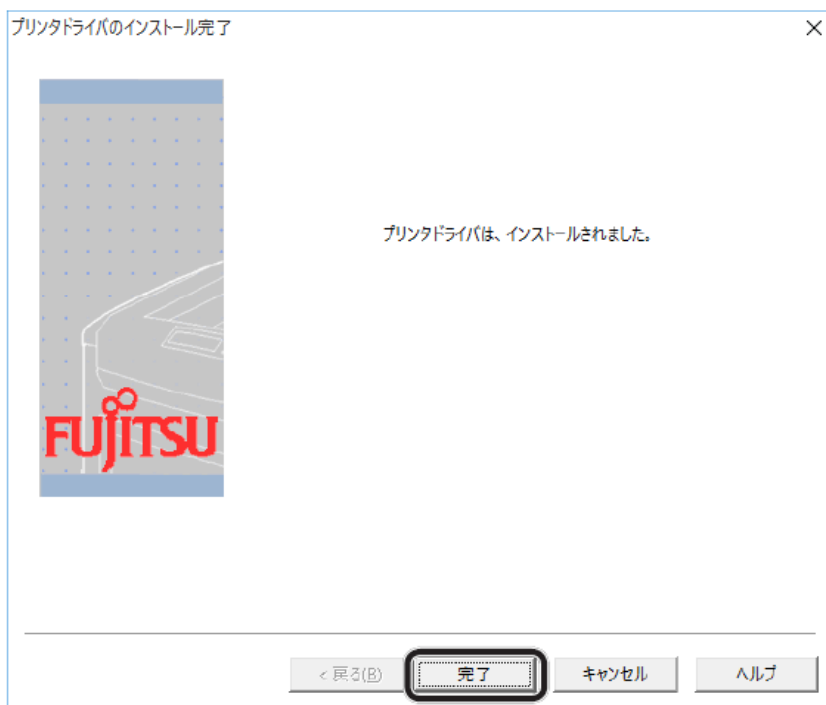 プリンタドライバのインストール完了
プリンタドライバは、インストールされました。
FUJITSU
< 戻る(B)
完了
キャンセル
ヘルプ